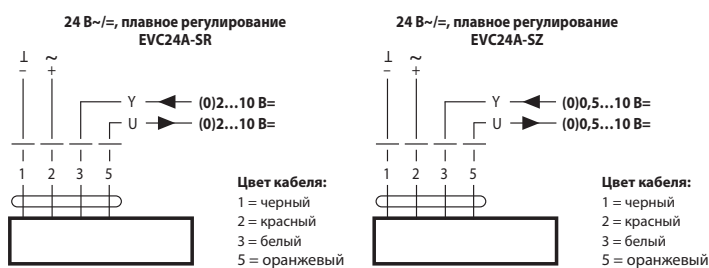 24 В~/=, плавное регулирование
EVC24A-SR
⊥ ~
– +
Y (0)2…10 В=
U (0)2…10 В=
1 2 3 5
Цвет кабеля:
1 = черный
2 = красный
3 = белый
5 = оранжевый
24 В~/=, плавное регулирование
EVC24A-SZ
⊥ ~
– +
Y (0)0,5…10 В=
U (0)0,5…10 В=
1 2 3 5
Цвет кабеля:
1 = черный
2 = красный
3 = белый
5 = оранжевый